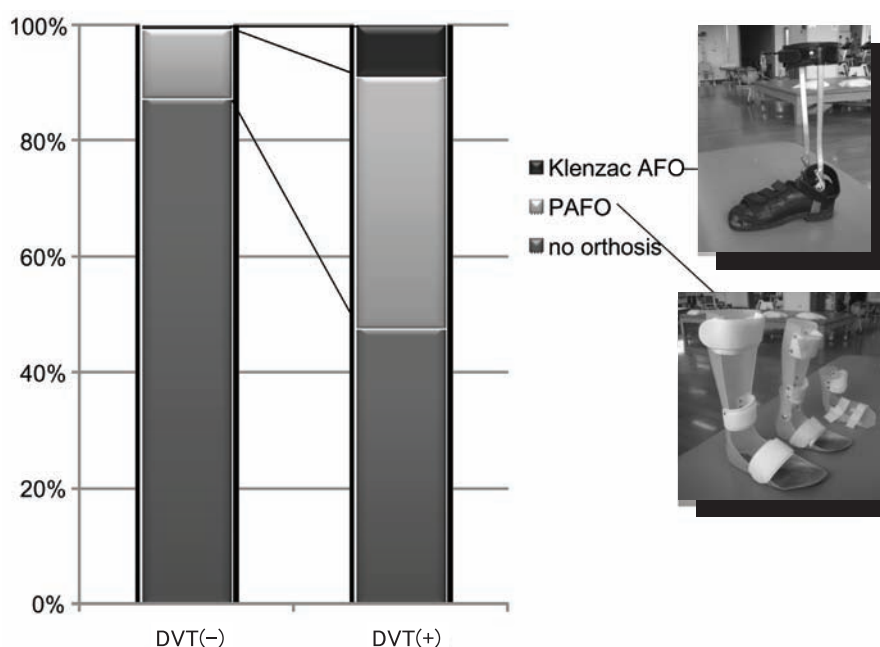 100%
80%
60%
40%
20%
0%
DVT(−)
DVT(+)
Klenzac AFO
PAFO
no orthosis